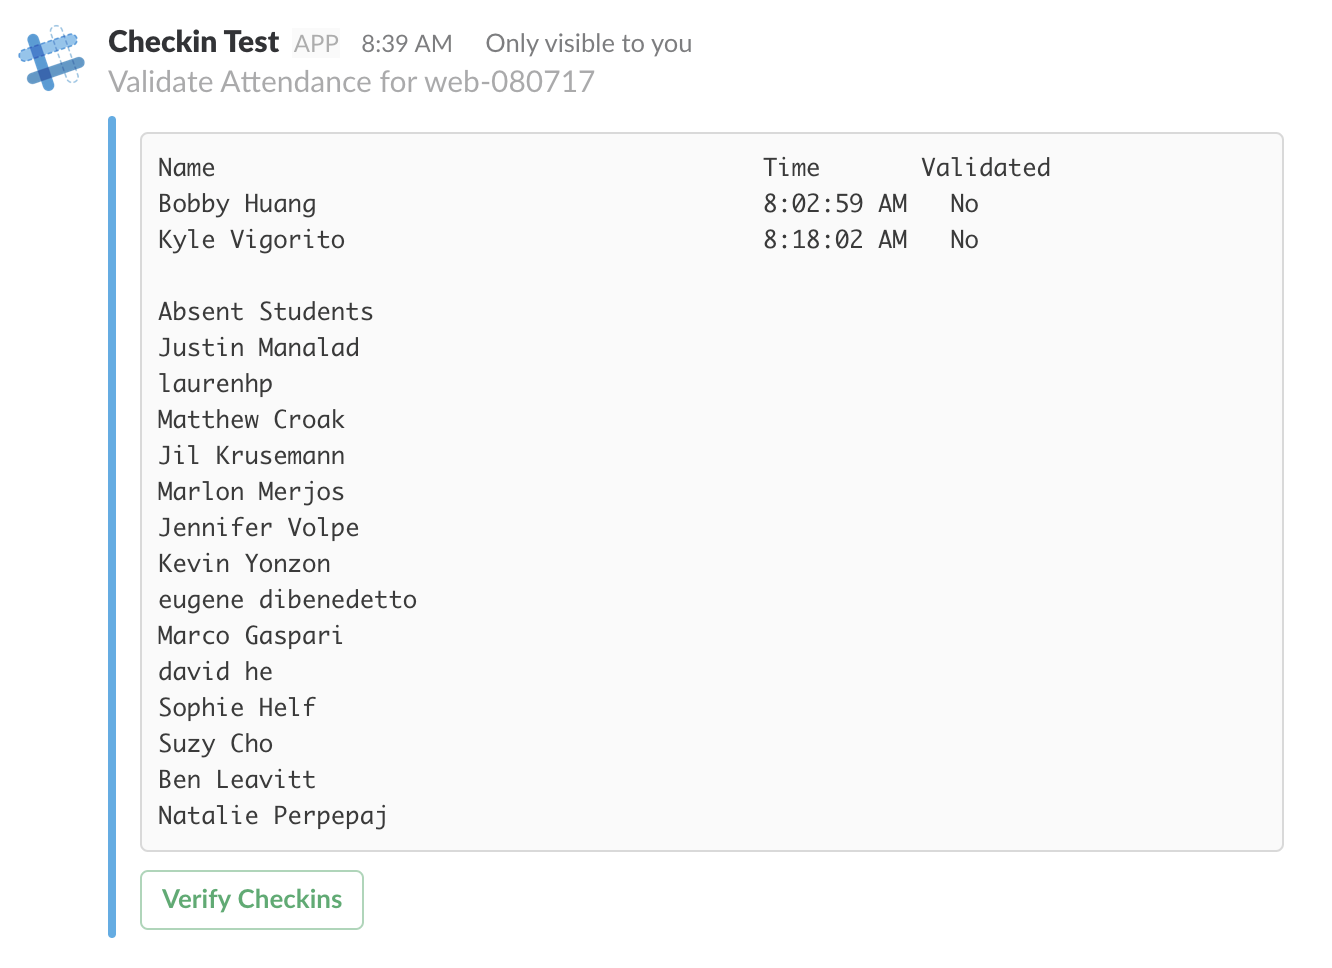 Checkin Test APP 8:39 AM Only visible to you
Validate Attendance for web-080717
Name Time Validated
Bobby Huang 8:02:59 AM No
Kyle Vigorito 8:18:02 AM No
Absent Students
Justin Manalad
laurenhp
Matthew Croak
Jil Krusemann
Marlon Merjos
Jennifer Volpe
Kevin Yonzon
eugene dibenedetto
Marco Gaspari
david he
Sophie Helf
Suzy Cho
Ben Leavitt
Natalie Perpepaj
Verify Checkins